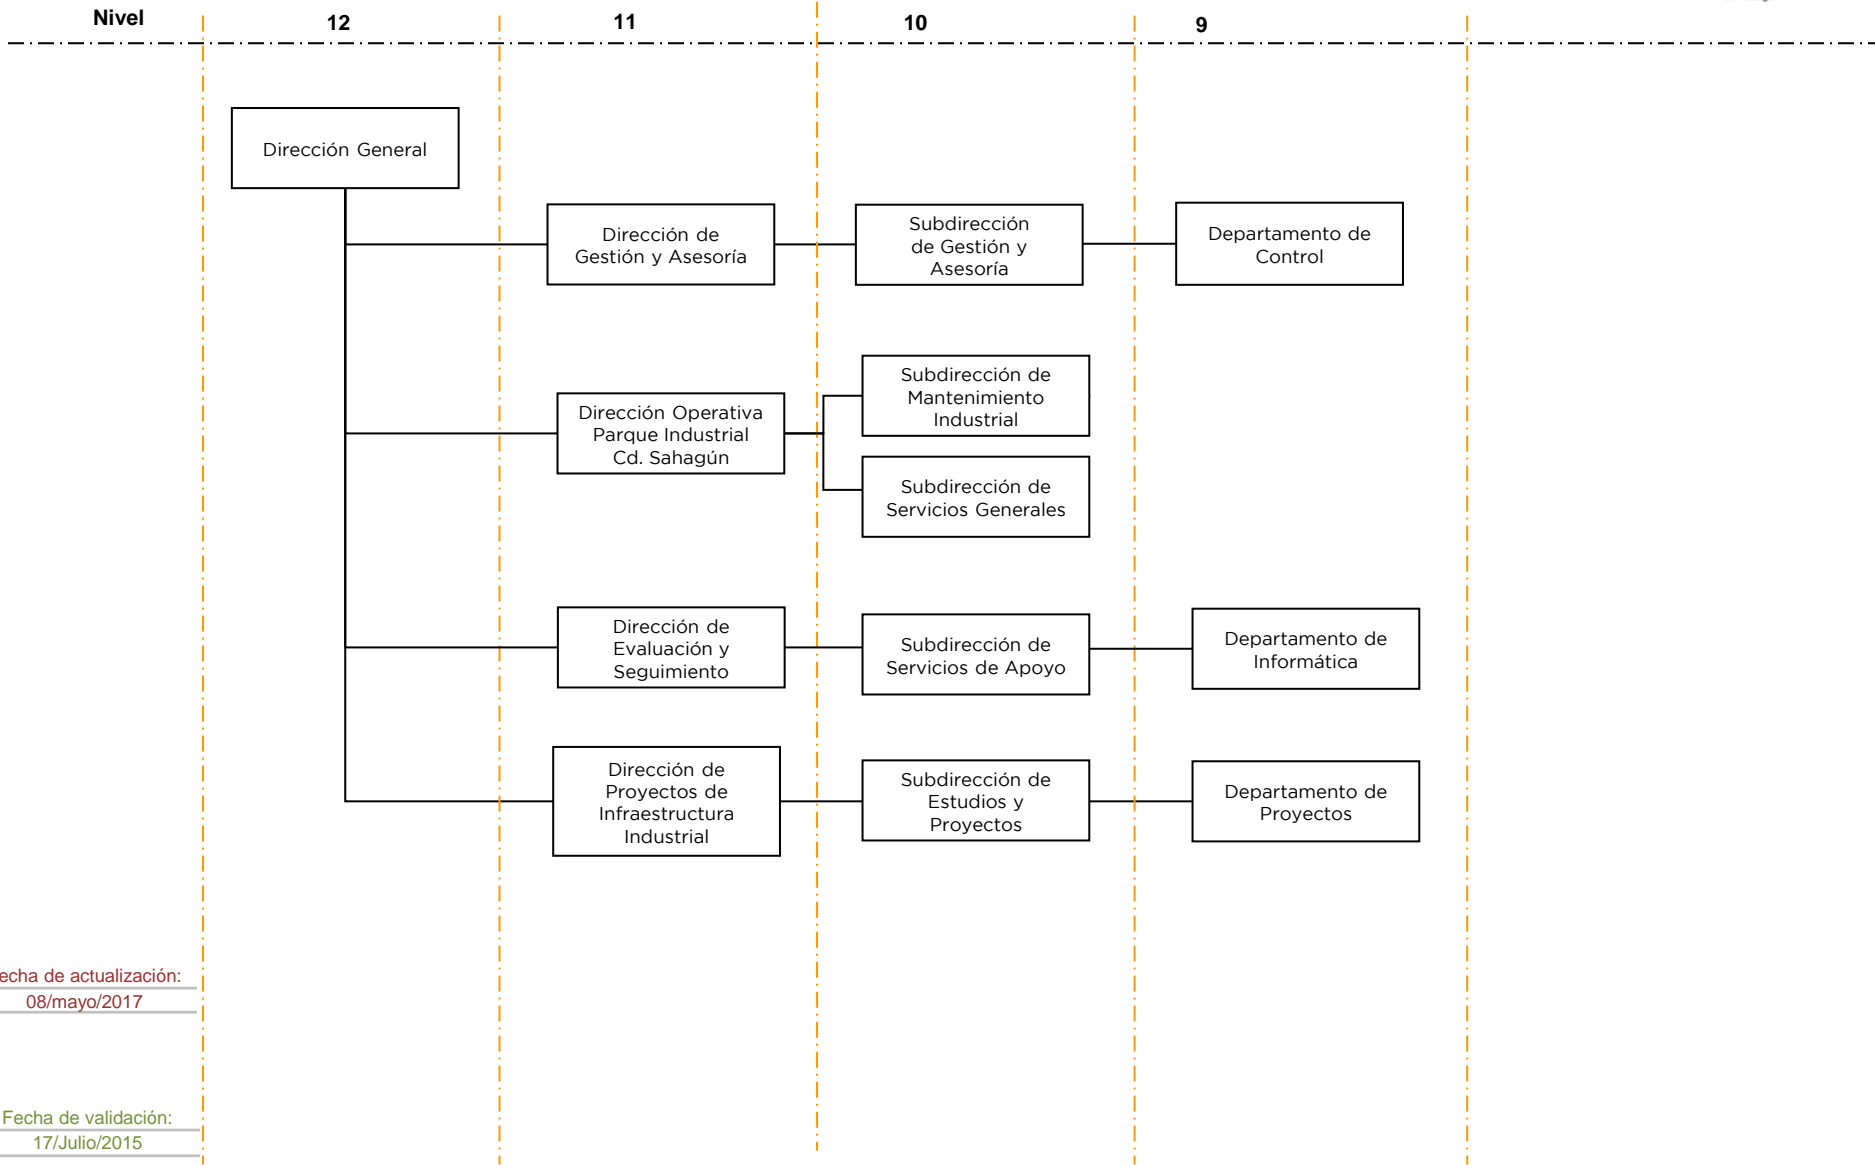 Nivel
12
11
10
9
Dirección General
Dirección de
Gestión y Asesoría
Subdirección
de Gestión y
Asesoría
Departamento de
Control
Dirección Operativa
Parque Industrial
Cd. Sahagún
Subdirección de
Mantenimiento
Industrial
Subdirección de
Servicios Generales
Dirección de
Evaluación y
Seguimiento
Subdirección de
Servicios de Apoyo
Departamento de
Informática
Dirección de
Proyectos de
Infraestructura
Industrial
Subdirección de
Estudios y
Proyectos
Departamento de
Proyectos
echa de actualización:
08/mayo/2017
Fecha de validación:
17/Julio/2015